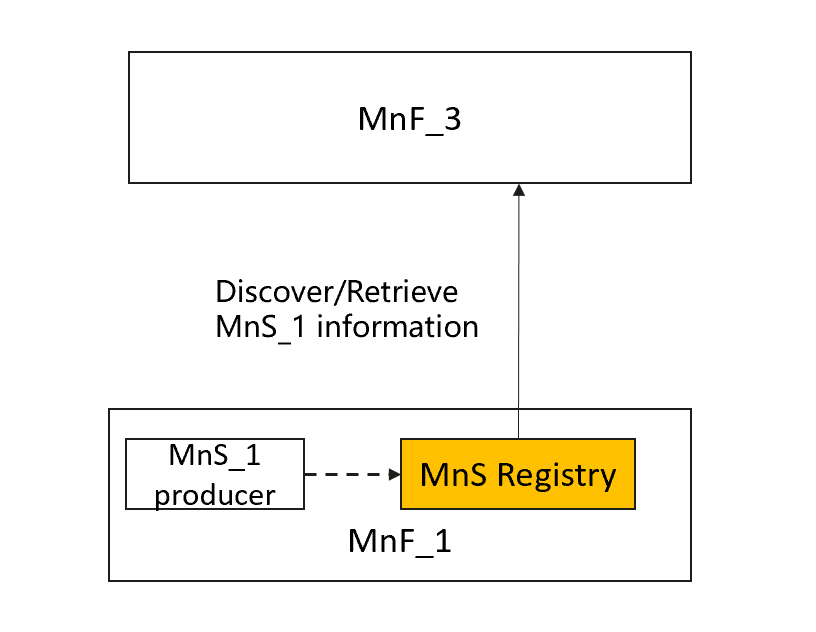 MnF_3
Discover/Retrieve
MnS_1 information
MnS_1
producer
MnS Registry
MnF_1